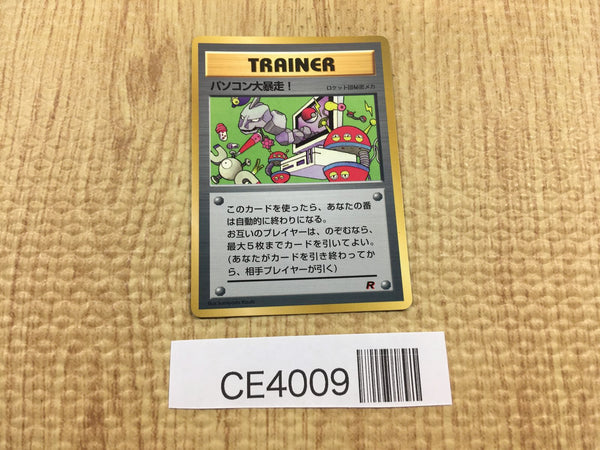 TRAINER
パソコン大暴走！
ロケット団秘密メカ
このカードを使ったら、あなたの番
は自動的に終わりになる。
お互いのプレイヤーは、のぞむなら、
最大5枚までカードを引いてよい。
(あなたがカードを引き終わってか
ら、相手プレイヤーが引く)
R
CE4009